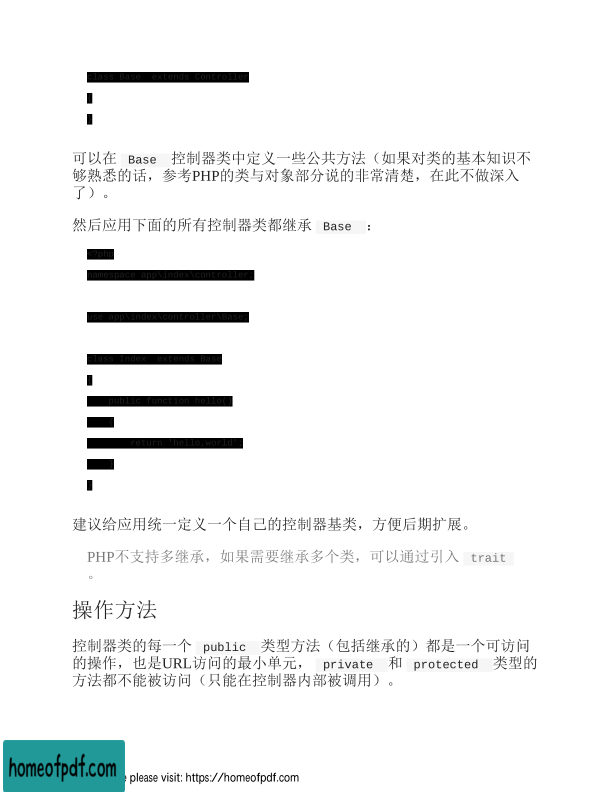 class Base  extends Controller
{
}
可以在 Base 控制器类中定义一些公共方法（如果对类的基本知识不
够熟悉的话，参考PHP的类与对象部分说的非常清楚，在此不做深入
了）。
然后应用下面的所有控制器类都继承 Base ：
<?php
namespace app\index\controller;
use app\index\controller\Base;
class Index  extends Base
{
    public function hello()
    {
        return 'hello,world';
    }
}
建议给应用统一定义一个自己的控制器基类，方便后期扩展。
PHP不支持多继承，如果需要继承多个类，可以通过引入 trait
。
操作方法
控制器类的每一个 public 类型方法（包括继承的）都是一个可访问
的操作，也是URL访问的最小单元， private 和 protected 类型的
方法都不能被访问（只能在控制器内部被调用）。
homeofpdf.com
please visit: https://homeofpdf.com